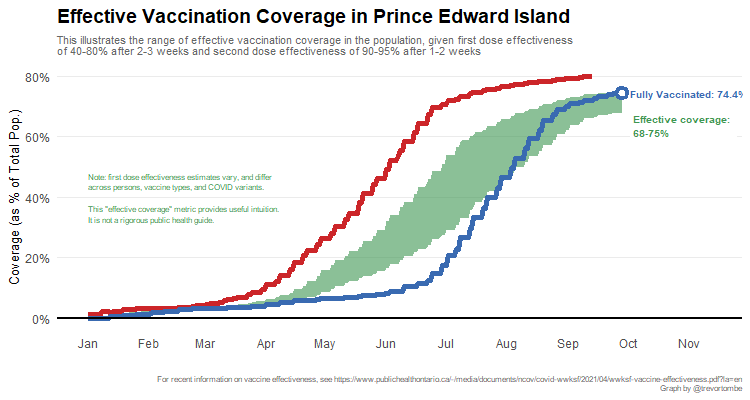 Effective Vaccination Coverage in Prince Edward Island
This illustrates the range of effective vaccination coverage in the population, given first dose effectiveness
of 40-80% after 2-3 weeks and second dose effectiveness of 90-95% after 1-2 weeks
80%
60%
40%
20%
0%
Coverage (as % of Total Pop.)
Fully Vaccinated: 74.4%
Effective coverage:
68-75%
Note: first dose effectiveness estimates vary, and differ
across persons, vaccine types, and COVID variants.
This "effective coverage" metric provides useful intuition.
It is not a rigorous public health guide.
Jan Feb Mar Apr May Jun Jul Aug Sep Oct Nov
For recent information on vaccine effectiveness, see https://www.publichealthontario.ca/-/media/documents/ncov/covid-wwksf/2021/04/wwksf-vaccine-effectiveness.pdf?la=en
Graph by @trevortombe